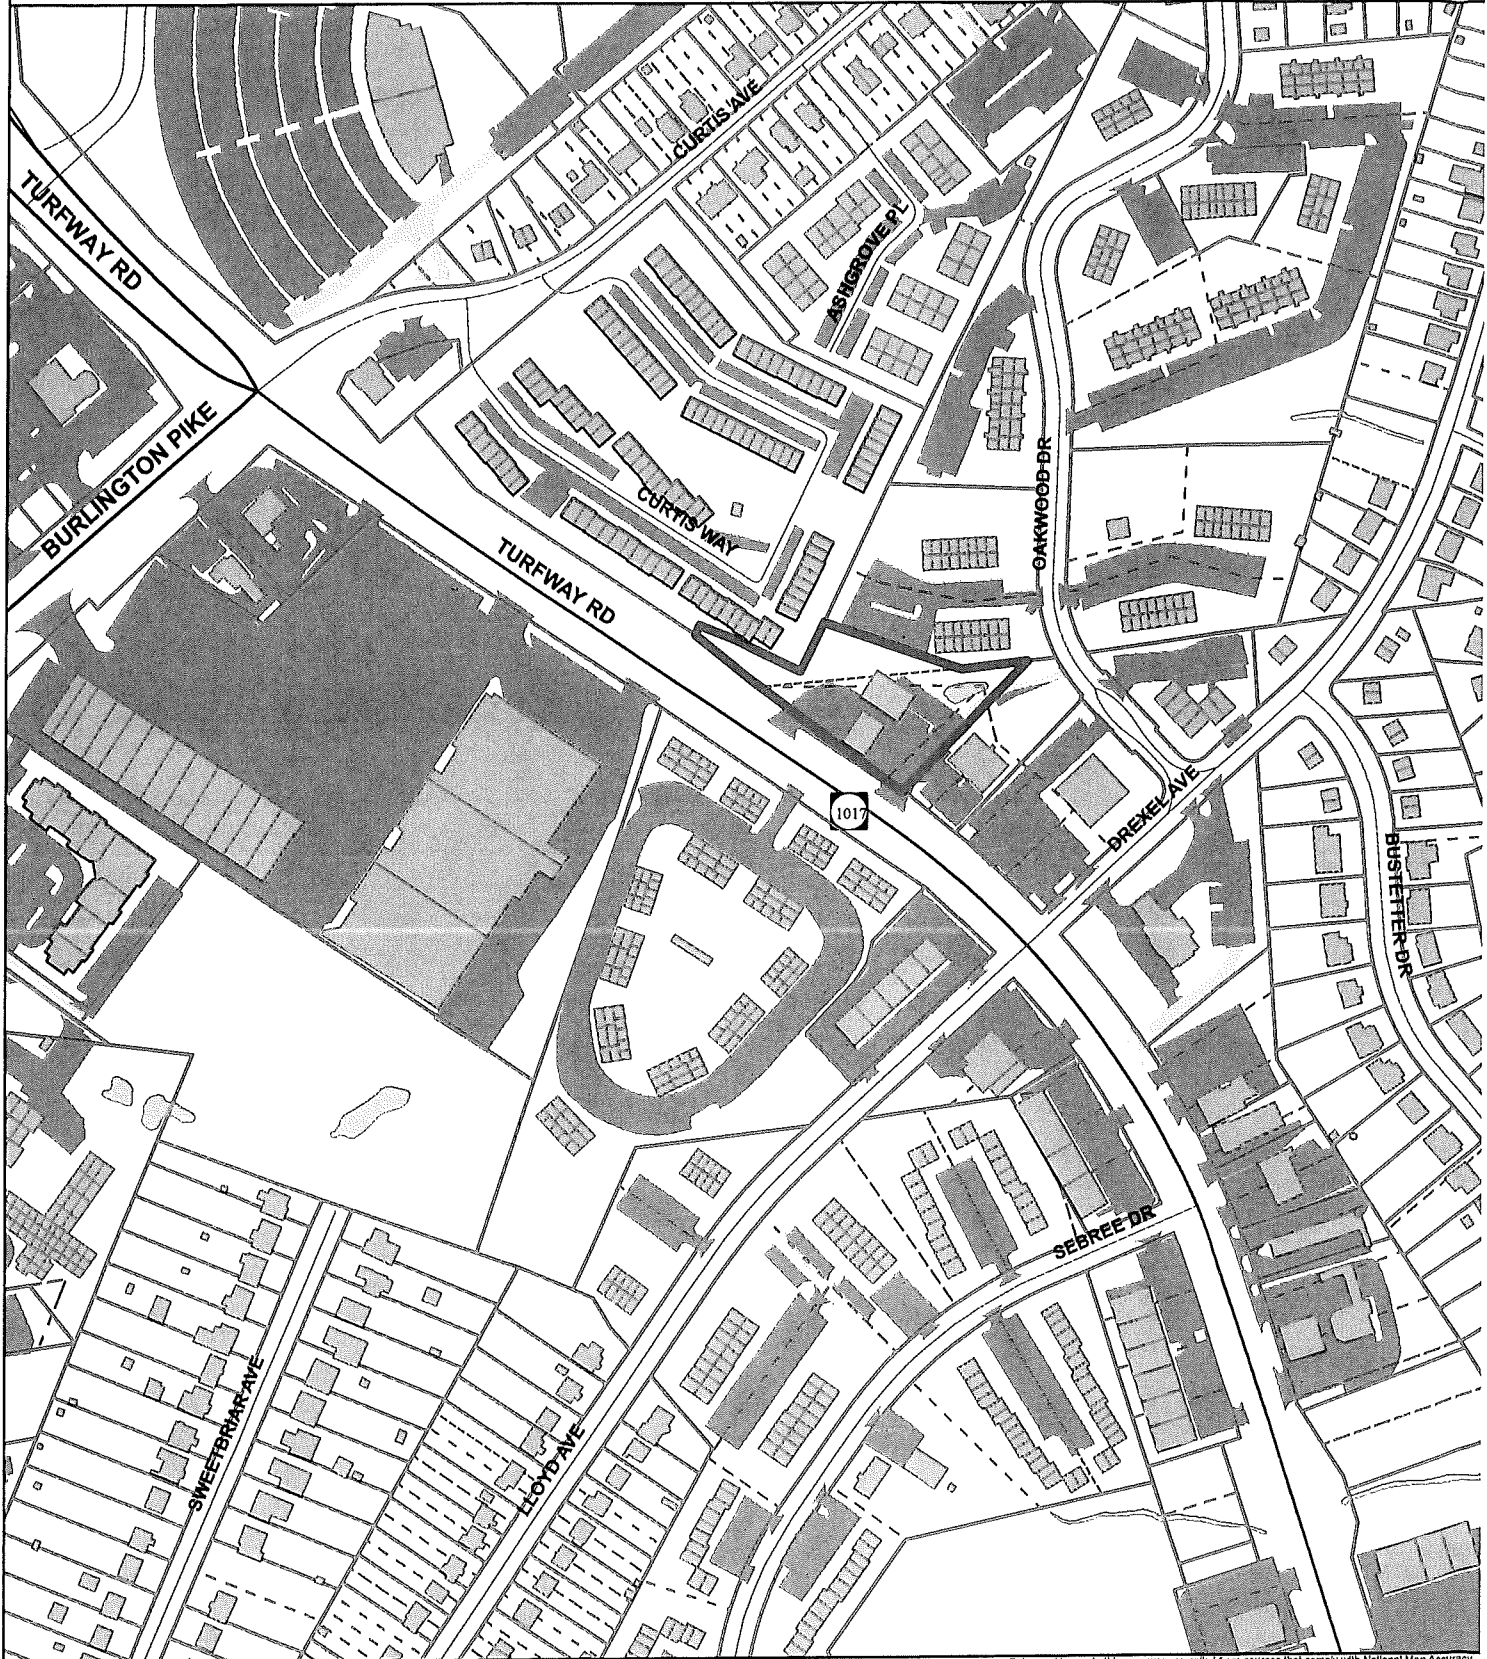 CURTIS AVE
TURFWAY RD
ASHGROVE PL
BURLINGTON PIKE
OAKWOOD DR
CURTIS WAY
TURFWAY RD
1017
DREXEL AVE
BUSTETTER DR
SEBREE DR
SWEETBRIAR AVE
LLOYD AVE